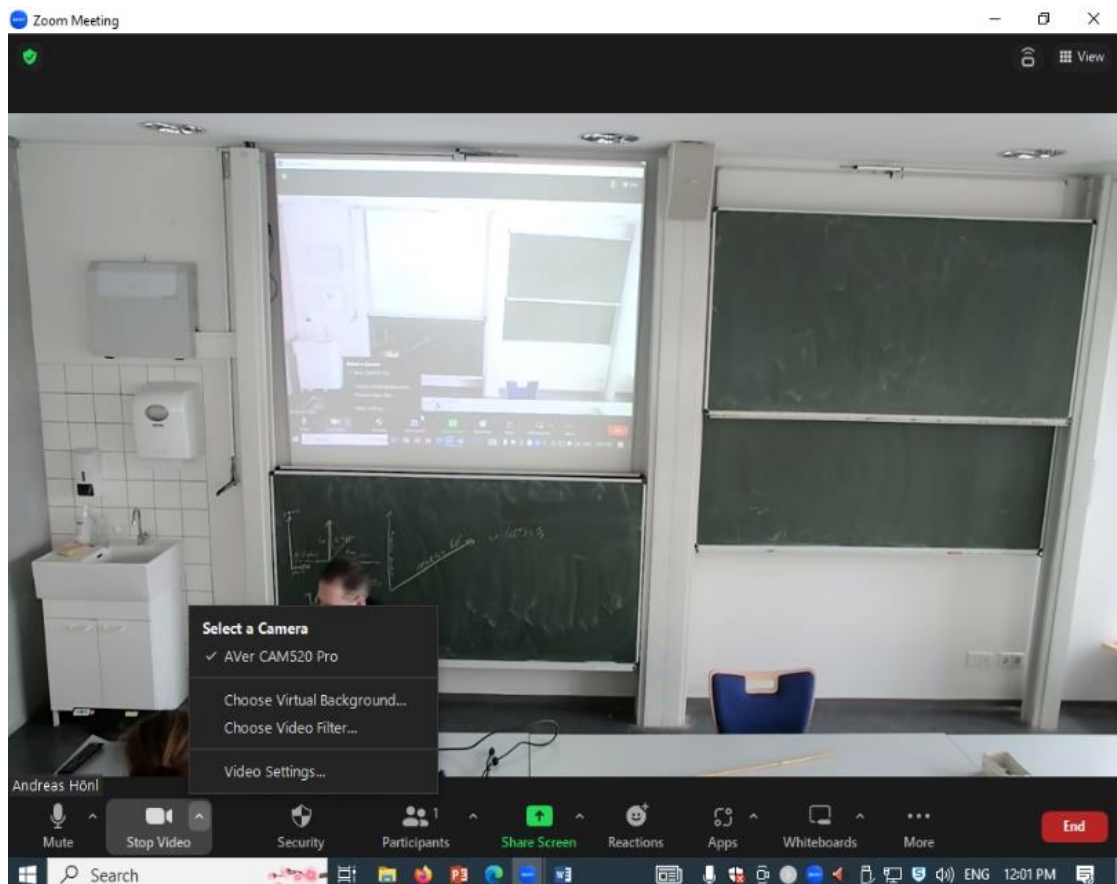 Zoom Meeting
View
Select a Camera
AVer CAM520 Pro
Choose Virtual Background...
Choose Video Filter...
Video Settings...
Andreas Hönl
1
Mute
Stop Video
Security
Participants
Share Screen
Reactions
Apps
Whiteboards
More
End
Search
ENG
12:01 PM